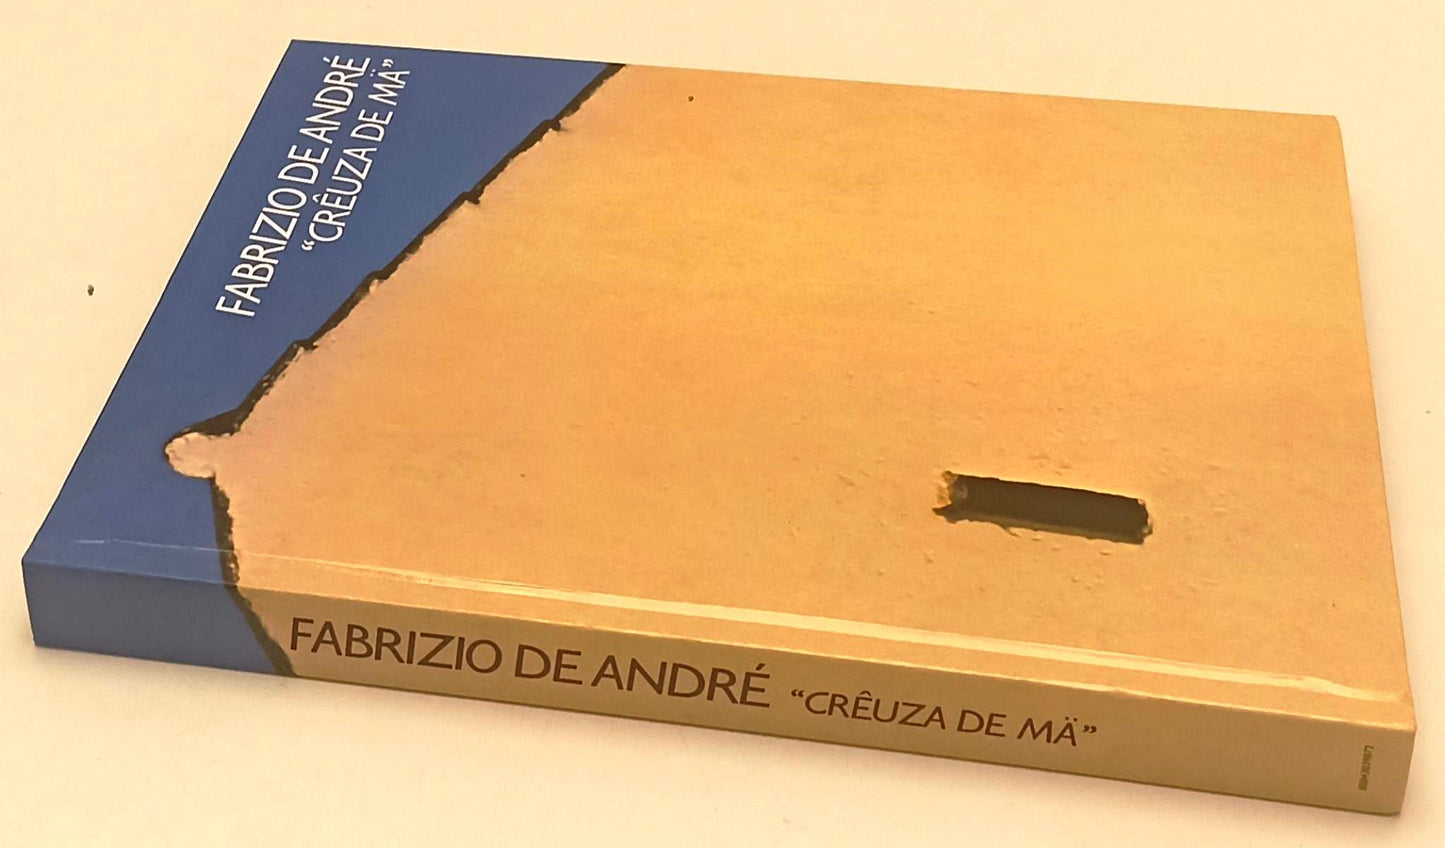 FABRIZIO DE ANDRÉ
“CRÊUZA DE MÄ”
FABRIZIO DE ANDRÉ “CRÊUZA DE MÄ”